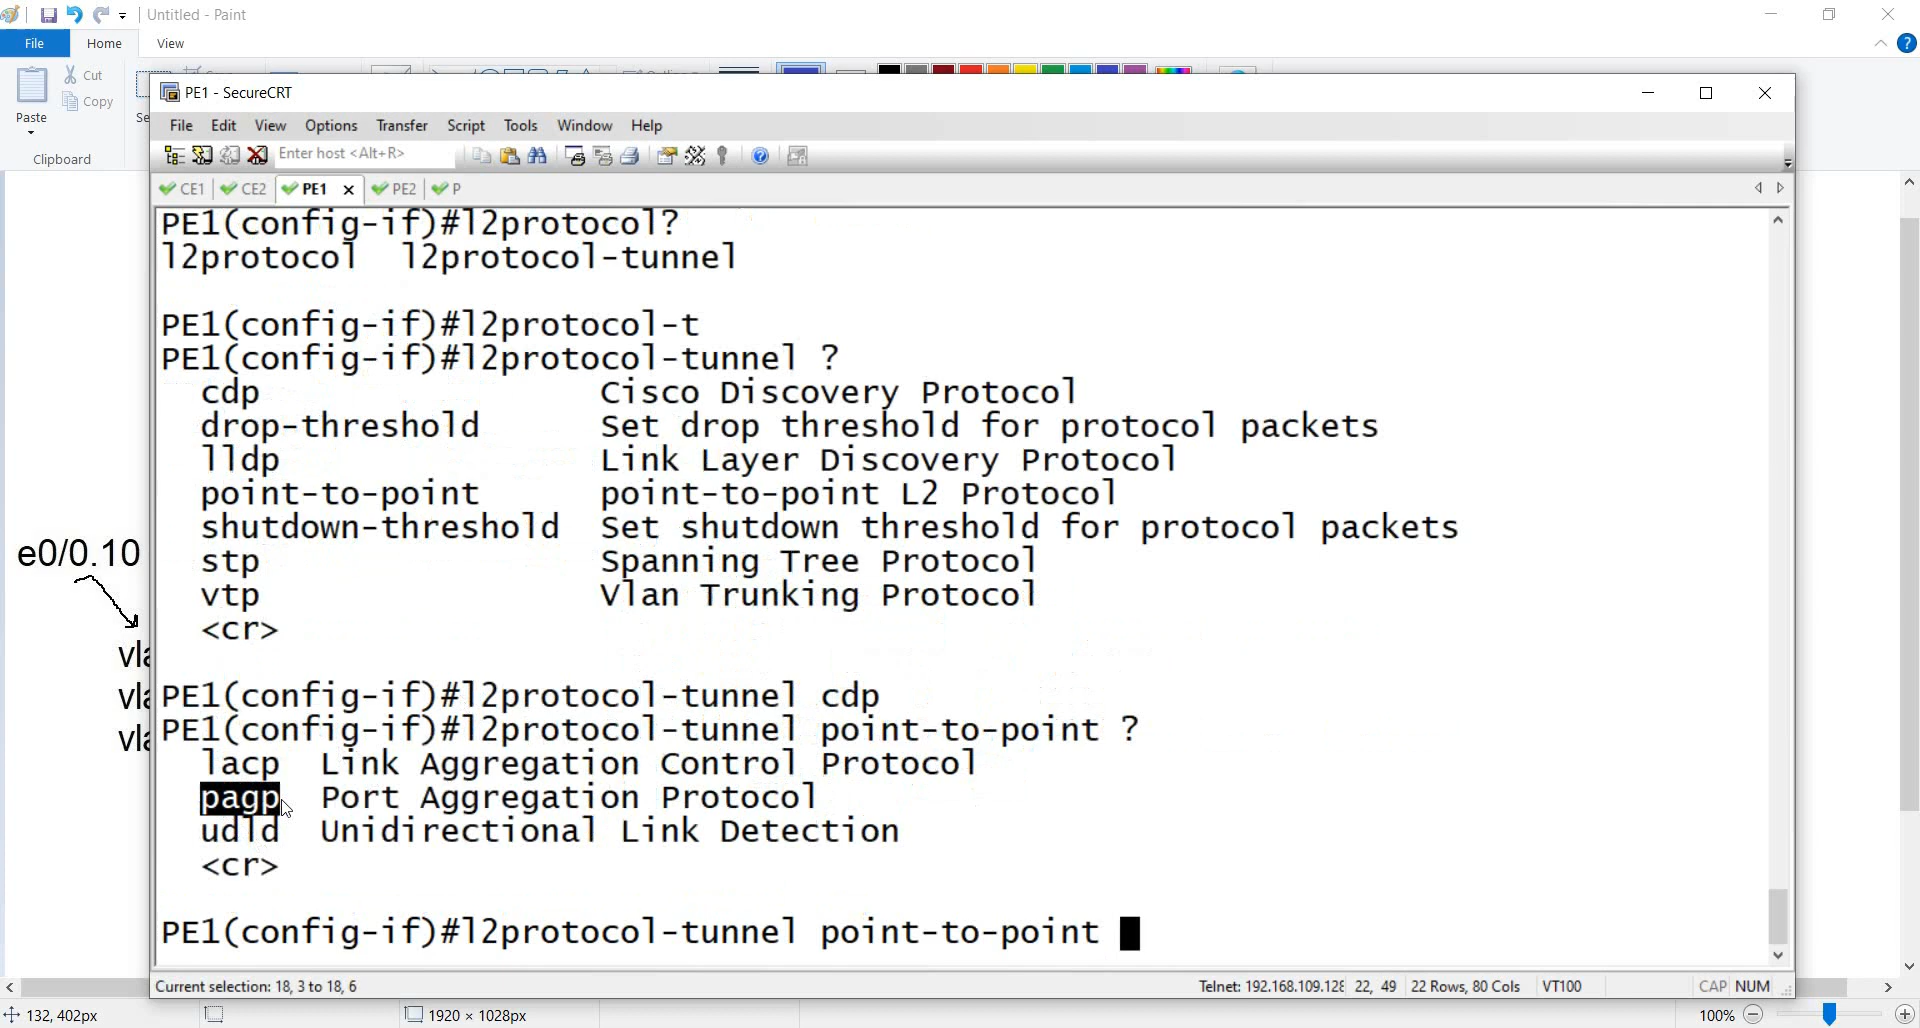 Untitled - Paint
File Home View
Cut
Copy
Paste
Clipboard
PE1 - SecureCRT
File Edit View Options Transfer Script Tools Window Help
Enter host <Alt+R>
CE1 CE2 PE1 PE2 P
PE1(config-if)#l2protocol?
l2protocol  l2protocol-tunnel
PE1(config-if)#l2protocol-t
PE1(config-if)#l2protocol-tunnel ?
cdp Cisco Discovery Protocol
drop-threshold Set drop threshold for protocol packets
lldp Link Layer Discovery Protocol
point-to-point point-to-point L2 Protocol
shutdown-threshold Set shutdown threshold for protocol packets
stp Spanning Tree Protocol
vtp Vlan Trunking Protocol
<cr>
PE1(config-if)#l2protocol-tunnel cdp
PE1(config-if)#l2protocol-tunnel point-to-point ?
lacp Link Aggregation Control Protocol
pagp Port Aggregation Protocol
udld Unidirectional Link Detection
<cr>
PE1(config-if)#l2protocol-tunnel point-to-point
e0/0.10
Current selection: 18, 3 to 18, 6
Telnet: 192.168.109.128 22, 49 22 Rows, 80 Cols VT100 CAP NUM
132, 402px
1920 × 1028px
100%